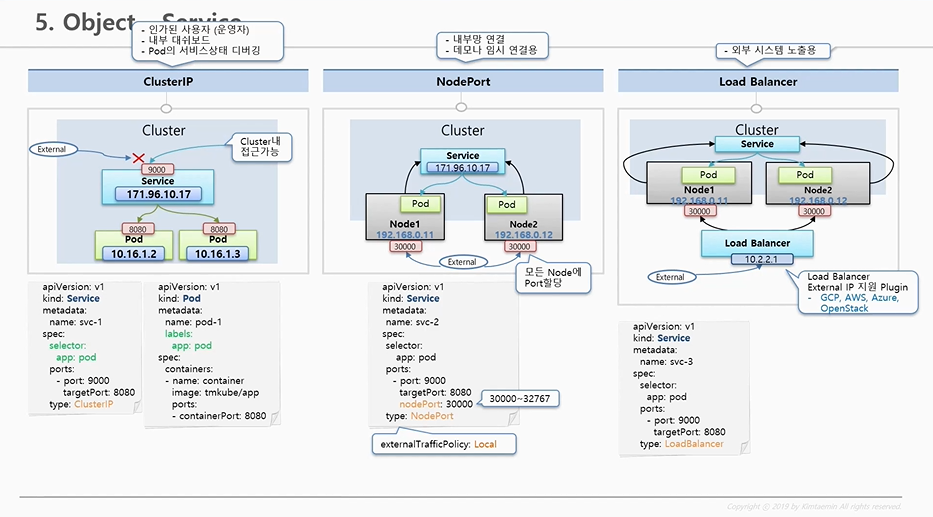 5. Object - Service
- 인가된 사용자 (운영자)
- 내부 대쉬보드
- Pod의 서비스상태 디버깅
- 내부망 연결
- 데모나 임시 연결용
- 외부 시스템 노출용
ClusterIP
NodePort
Load Balancer
Cluster
External
Cluster내
접근가능
9000
Service
171.96.10.17
8080
8080
Pod
Pod
10.16.1.2
10.16.1.3
Cluster
Service
171.96.10.17
Pod
Pod
Node1
Node2
192.168.0.11
192.168.0.12
30000
30000
External
모든 Node에
Port할당
Cluster
Service
Pod
Pod
Node1
Node2
192.168.0.11
192.168.0.12
30000
30000
Load Balancer
10.2.2.1
External
Load Balancer
External IP 지원 Plugin
- GCP, AWS, Azure,
OpenStack
apiVersion: v1
kind: Service
metadata:
name: svc-1
spec:
selector:
app: pod
ports:
- port: 9000
targetPort: 8080
type: ClusterIP
apiVersion: v1
kind: Pod
metadata:
name: pod-1
labels:
app: pod
spec:
containers:
- name: container
image: tmkube/app
ports:
- containerPort: 8080
apiVersion: v1
kind: Service
metadata:
name: svc-2
spec:
selector:
app: pod
ports:
- port: 9000
targetPort: 8080
nodePort: 30000
type: NodePort
30000~32767
externalTrafficPolicy: Local
apiVersion: v1
kind: Service
metadata:
name: svc-3
spec:
selector:
app: pod
ports:
- port: 9000
targetPort: 8080
type: LoadBalancer
Copyright ⓒ 2019 by Kimtaemin All rights reserved.